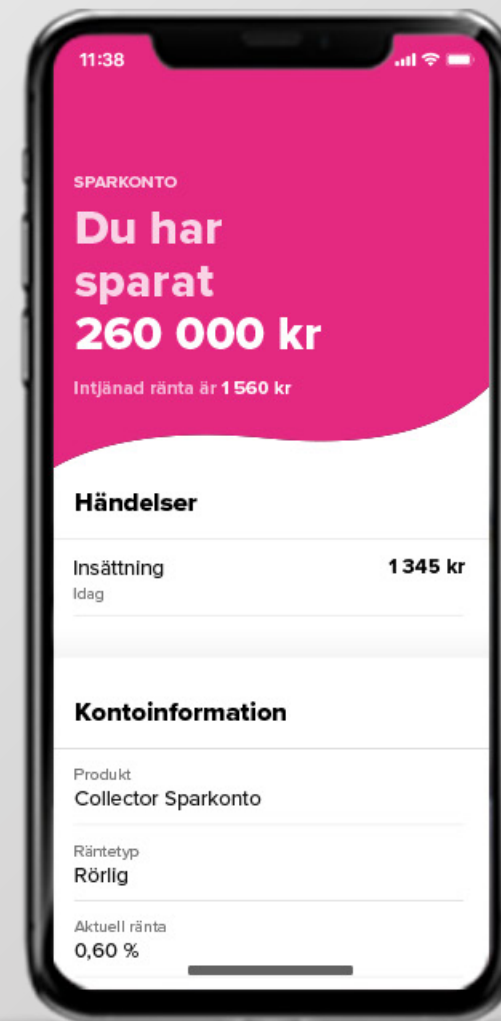 11:38
SPARKONTO
Du har
sparat
260 000 kr
Intjänad ränta är 1 560 kr
Händelser
Insättning 1 345 kr
Idag
Kontoinformation
Produkt
Collector Sparkonto
Räntetyp
Rörlig
Aktuell ränta
0,60 %